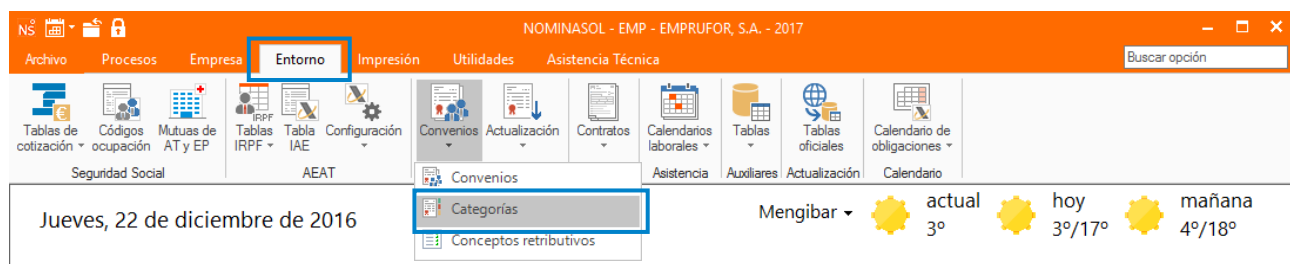 NS NOMINASOL - EMP - EMPRUFOR, S.A. - 2017
Archivo Procesos Empresa Entorno Impresión Utilidades Asistencia Técnica Buscar opción
Tablas de cotización
Códigos ocupación
Mutuas de AT y EP
IRPF
Tablas IRPF
Tabla IAE
Configuración
Convenios
Actualización
Contratos
Calendarios laborales
Tablas
Tablas oficiales
Calendario de obligaciones
Seguridad Social AEAT Asistencia Auxiliares Actualización Calendario
Convenios
Categorías
Conceptos retributivos
Jueves, 22 de diciembre de 2016
Mengibar
actual
3º
hoy
3º/17º
mañana
4º/18º